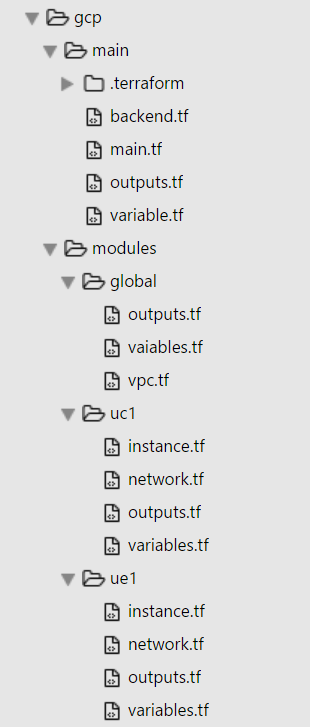 gcp
main
.terraform
backend.tf
main.tf
outputs.tf
variable.tf
modules
global
outputs.tf
vaiables.tf
vpc.tf
uc1
instance.tf
network.tf
outputs.tf
variables.tf
ue1
instance.tf
network.tf
outputs.tf
variables.tf